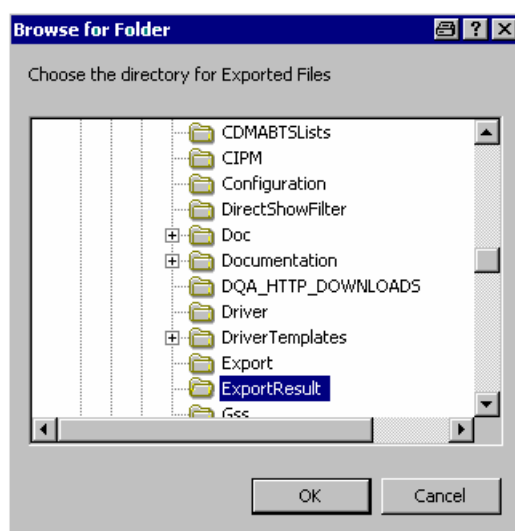 Browse for Folder
Choose the directory for Exported Files
CDMABTSLists
CIPM
Configuration
DirectShowFilter
Doc
Documentation
DQA_HTTP_DOWNLOADS
Driver
DriverTemplates
Export
ExportResult
Gss
OK Cancel